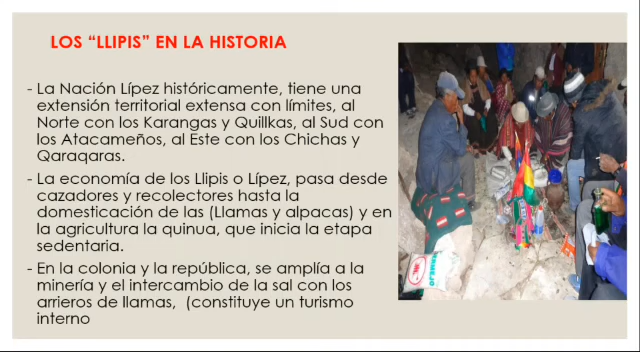 LOS “LLIPIS” EN LA HISTORIA
- La Nación Lípez históricamente, tiene una
extensión territorial extensa con límites, al
Norte con los Karangas y Quillkas, al Sud con
los Atacameños, al Este con los Chichas y
Qaraqaras.
- La economía de los Llipis o Lípez, pasa desde
cazadores y recolectores hasta la
domesticación de las (Llamas y alpacas) y en
la agricultura la quinua, que inicia la etapa
sedentaria.
- En la colonia y la república, se amplía a la
minería y el intercambio de la sal con los
arrieros de llamas,  (constituye un turismo
interno